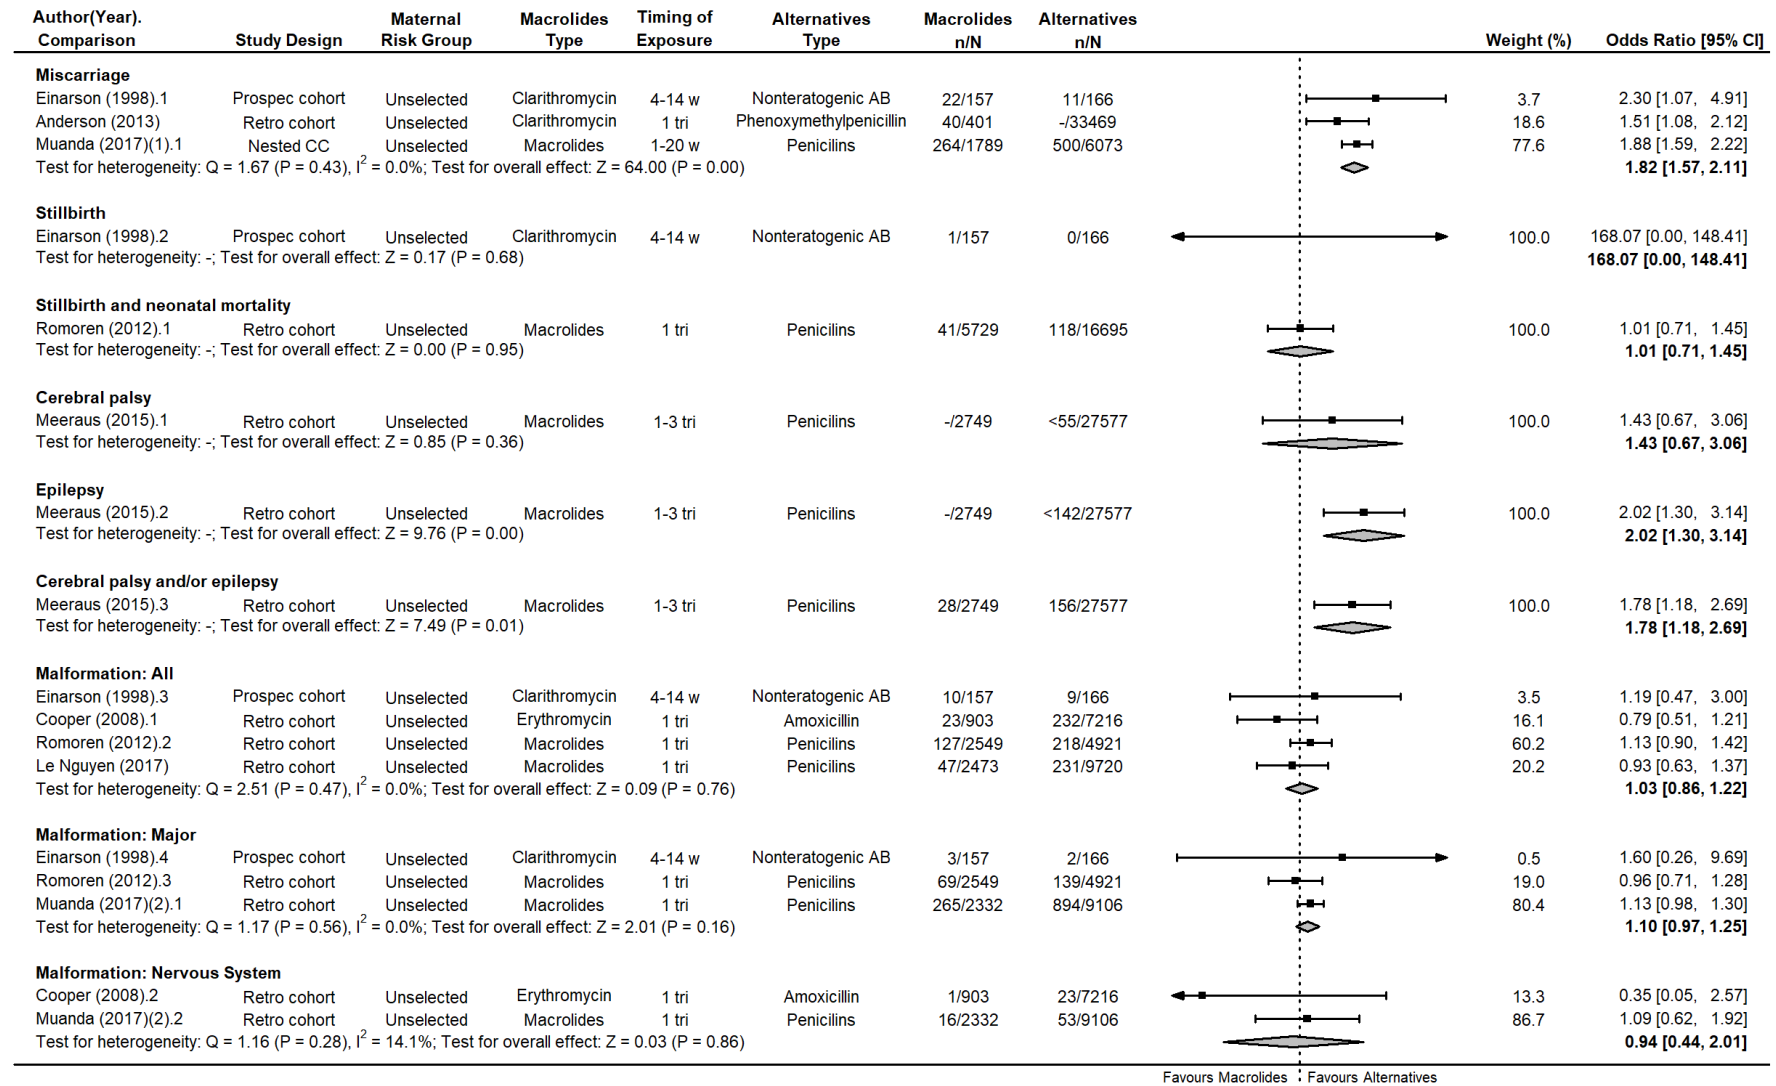 Author(Year). Maternal Macrolides Timing of Alternatives Macrolides Alternatives
Comparison Study Design Risk Group Type Exposure Type n/N n/N Weight (%) Odds Ratio [95% CI]
Miscarriage
Einarson (1998).1 Prospec cohort Unselected Clarithromycin 4-14 w Nonteratogenic AB 22/157 11/166 3.7 2.30 [1.07, 4.91]
Anderson (2013) Retro cohort Unselected Clarithromycin 1 tri Phenoxymethylpenicillin 40/401 -/33469 18.6 1.51 [1.08, 2.12]
Muanda (2017)(1).1 Nested CC Unselected Macrolides 1-20 w Penicilins 264/1789 500/6073 77.6 1.88 [1.59, 2.22]
Test for heterogeneity: Q = 1.67 (P = 0.43), I² = 0.0%; Test for overall effect: Z = 64.00 (P = 0.00) 1.82 [1.57, 2.11]
Stillbirth
Einarson (1998).2 Prospec cohort Unselected Clarithromycin 4-14 w Nonteratogenic AB 1/157 0/166 100.0 168.07 [0.00, 148.41]
Test for heterogeneity: -; Test for overall effect: Z = 0.17 (P = 0.68) 168.07 [0.00, 148.41]
Stillbirth and neonatal mortality
Romoren (2012).1 Retro cohort Unselected Macrolides 1 tri Penicilins 41/5729 118/16695 100.0 1.01 [0.71, 1.45]
Test for heterogeneity: -; Test for overall effect: Z = 0.00 (P = 0.95) 1.01 [0.71, 1.45]
Cerebral palsy
Meeraus (2015).1 Retro cohort Unselected Macrolides 1-3 tri Penicilins -/2749 <55/27577 100.0 1.43 [0.67, 3.06]
Test for heterogeneity: -; Test for overall effect: Z = 0.85 (P = 0.36) 1.43 [0.67, 3.06]
Epilepsy
Meeraus (2015).2 Retro cohort Unselected Macrolides 1-3 tri Penicilins -/2749 <142/27577 100.0 2.02 [1.30, 3.14]
Test for heterogeneity: -; Test for overall effect: Z = 9.76 (P = 0.00) 2.02 [1.30, 3.14]
Cerebral palsy and/or epilepsy
Meeraus (2015).3 Retro cohort Unselected Macrolides 1-3 tri Penicilins 28/2749 156/27577 100.0 1.78 [1.18, 2.69]
Test for heterogeneity: -; Test for overall effect: Z = 7.49 (P = 0.01) 1.78 [1.18, 2.69]
Malformation: All
Einarson (1998).3 Prospec cohort Unselected Clarithromycin 4-14 w Nonteratogenic AB 10/157 9/166 3.5 1.19 [0.47, 3.00]
Cooper (2008).1 Retro cohort Unselected Erythromycin 1 tri Amoxicillin 23/903 232/7216 16.1 0.79 [0.51, 1.21]
Romoren (2012).2 Retro cohort Unselected Macrolides 1 tri Penicilins 127/2549 218/4921 60.2 1.13 [0.90, 1.42]
Le Nguyen (2017) Retro cohort Unselected Macrolides 1 tri Penicilins 47/2473 231/9720 20.2 0.93 [0.63, 1.37]
Test for heterogeneity: Q = 2.51 (P = 0.47), I² = 0.0%; Test for overall effect: Z = 0.09 (P = 0.76) 1.03 [0.86, 1.22]
Malformation: Major
Einarson (1998).4 Prospec cohort Unselected Clarithromycin 4-14 w Nonteratogenic AB 3/157 2/166 0.5 1.60 [0.26, 9.69]
Romoren (2012).3 Retro cohort Unselected Macrolides 1 tri Penicilins 69/2549 139/4921 19.0 0.96 [0.71, 1.28]
Muanda (2017)(2).1 Retro cohort Unselected Macrolides 1 tri Penicilins 265/2332 894/9106 80.4 1.13 [0.98, 1.30]
Test for heterogeneity: Q = 1.17 (P = 0.56), I² = 0.0%; Test for overall effect: Z = 2.01 (P = 0.16) 1.10 [0.97, 1.25]
Malformation: Nervous System
Cooper (2008).2 Retro cohort Unselected Erythromycin 1 tri Amoxicillin 1/903 23/7216 13.3 0.35 [0.05, 2.57]
Muanda (2017)(2).2 Retro cohort Unselected Macrolides 1 tri Penicilins 16/2332 53/9106 86.7 1.09 [0.62, 1.92]
Test for heterogeneity: Q = 1.16 (P = 0.28), I² = 14.1%; Test for overall effect: Z = 0.03 (P = 0.86) 0.94 [0.44, 2.01]
Favours Macrolides Favours Alternatives